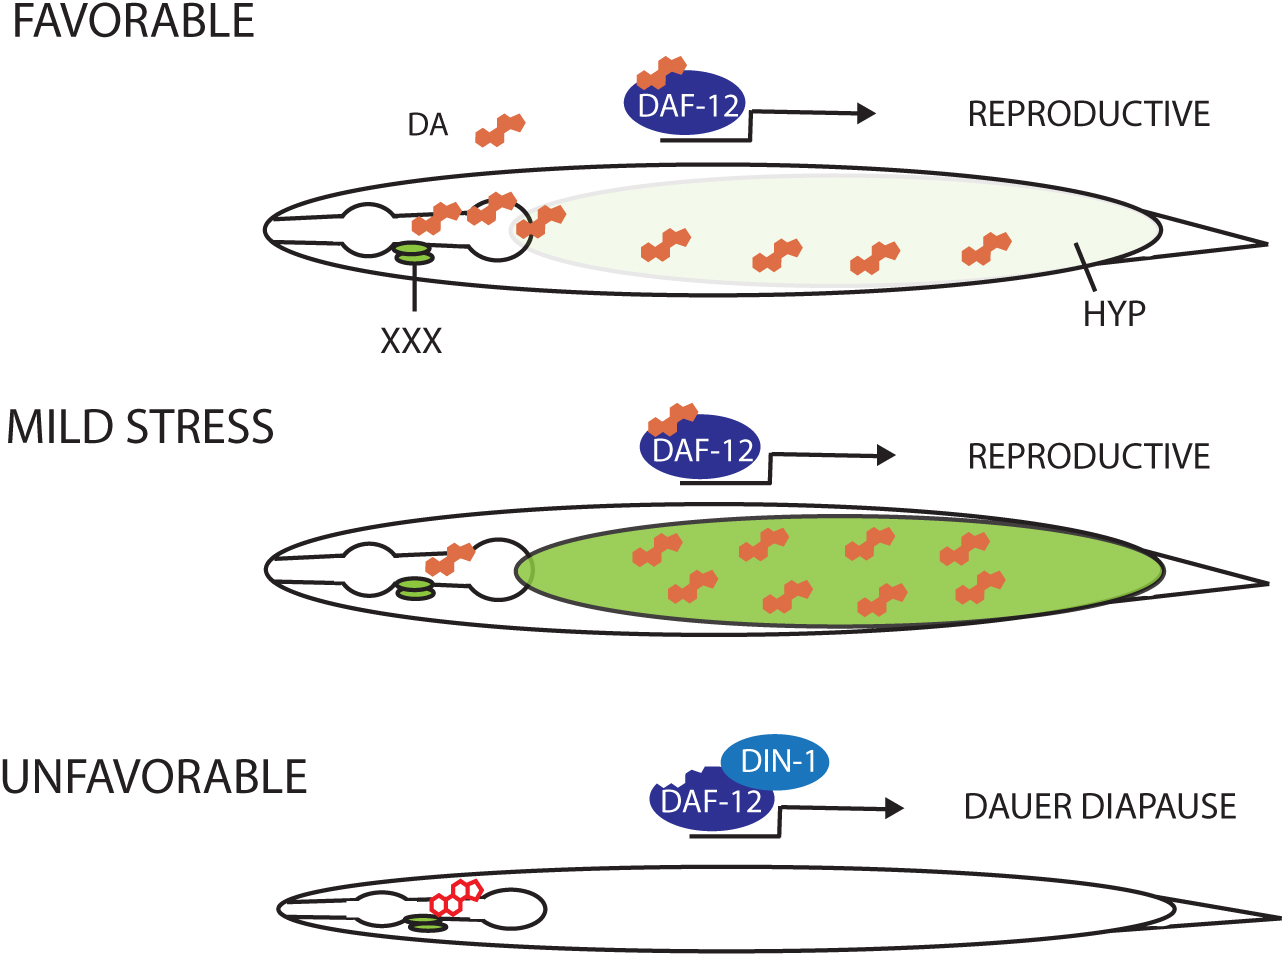 FAVORABLE
DAF-12
REPRODUCTIVE
DA
XXX
HYP
MILD STRESS
DAF-12
REPRODUCTIVE
UNFAVORABLE
DIN-1
DAF-12
DAUER DIAPAUSE